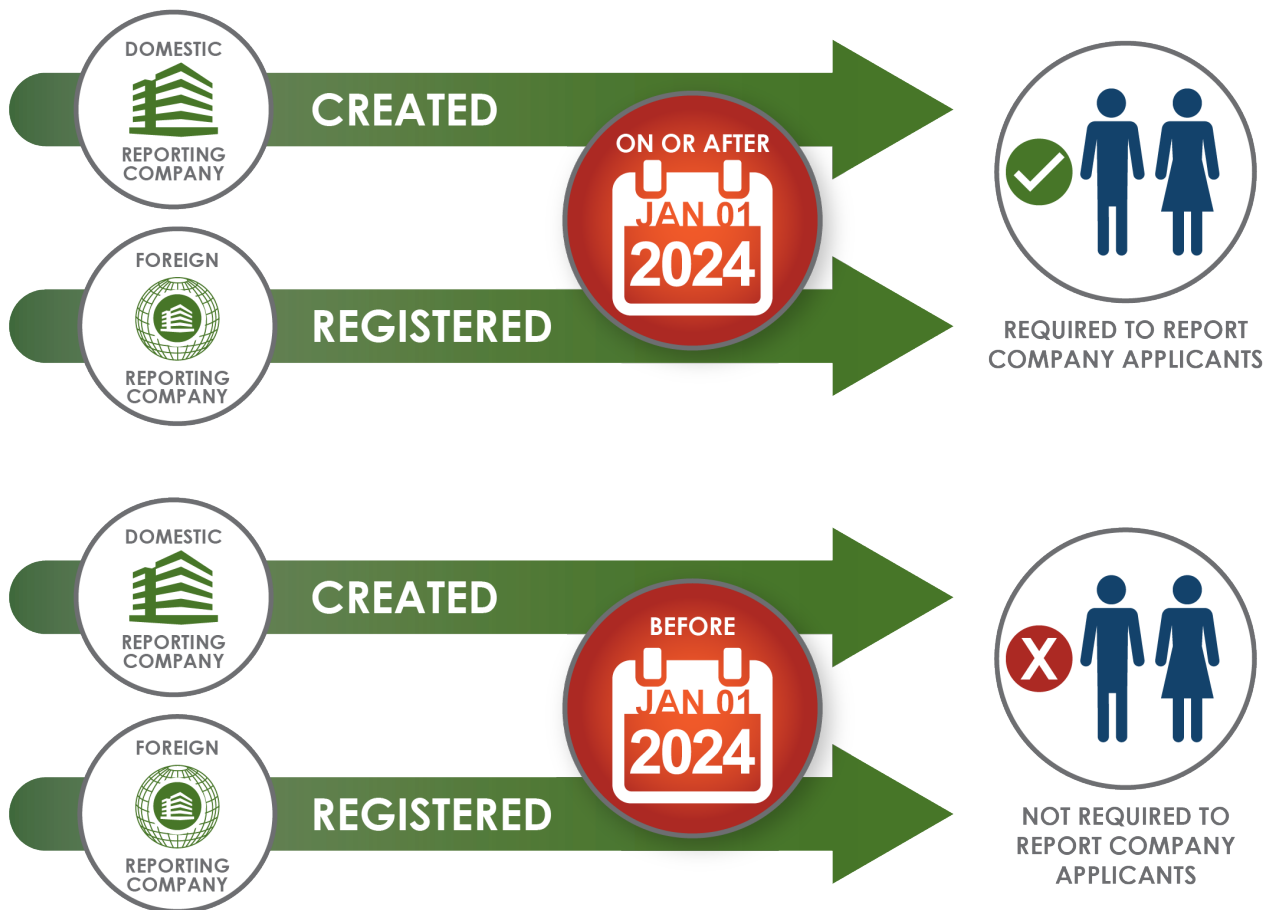 DOMESTIC
REPORTING
COMPANY
CREATED
ON OR AFTER
JAN 01
2024
FOREIGN
REPORTING
COMPANY
REGISTERED
REQUIRED TO REPORT
COMPANY APPLICANTS
DOMESTIC
REPORTING
COMPANY
CREATED
BEFORE
JAN 01
2024
FOREIGN
REPORTING
COMPANY
REGISTERED
X
NOT REQUIRED TO
REPORT COMPANY
APPLICANTS